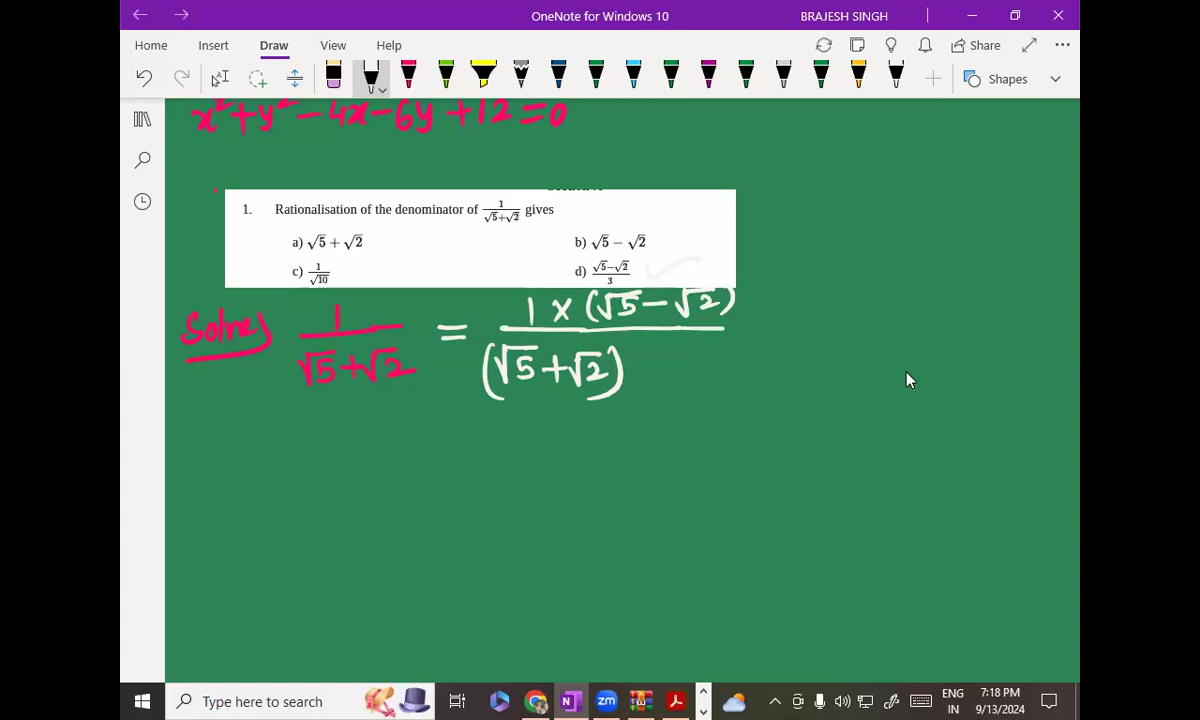 OneNote for Windows 10
BRAJESH SINGH
Home Insert Draw View Help
Share
Shapes
x²+y²-4x-6y+12=0
1. Rationalisation of the denominator of 1/(√5+√2) gives
a) √5 + √2
b) √5 − √2
c) 1/√10
d) (√5−√2)/3
Solve) 1/(√5+√2) = 1 x (√5-√2)/(√5+√2)
Type here to search
zm
N
ENG
IN
7:18 PM
9/13/2024